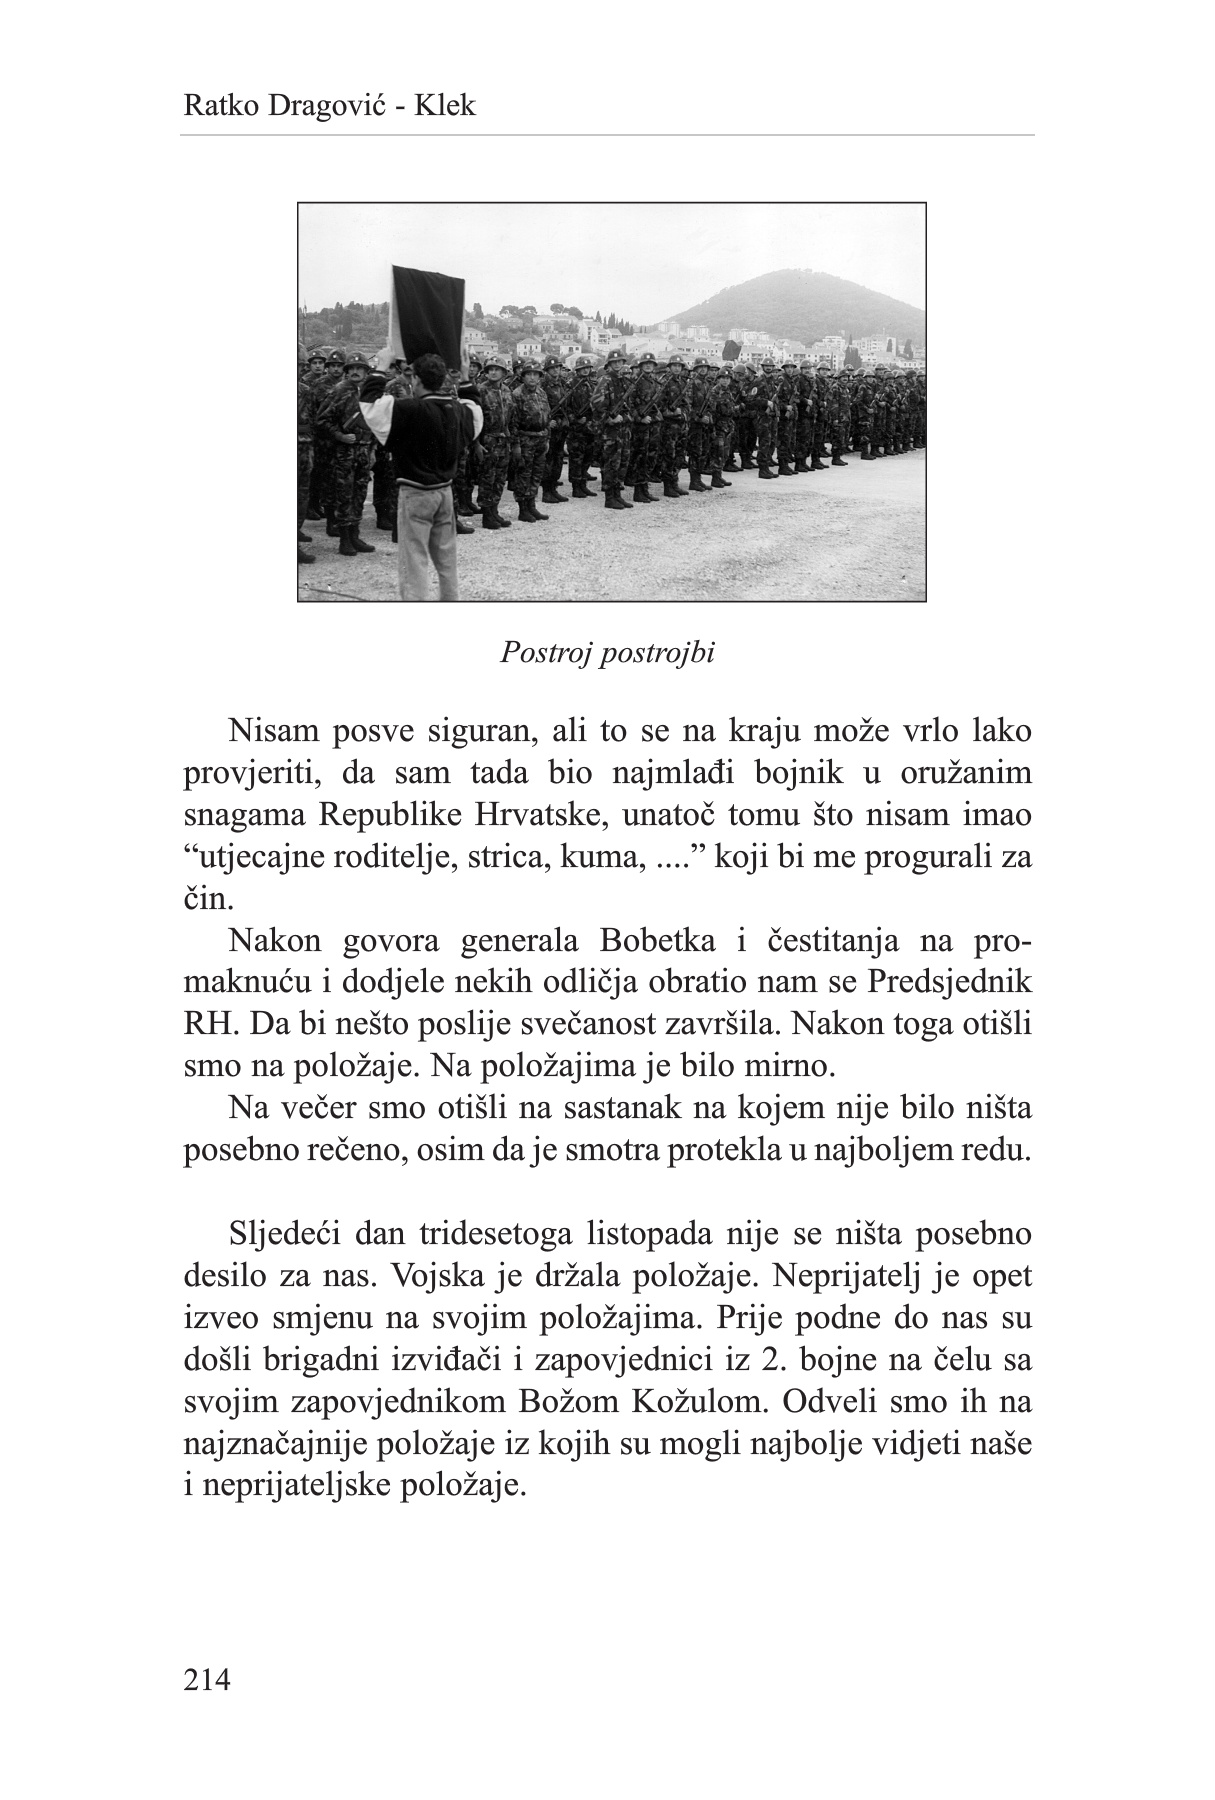 Ratko Dragović - Klek
Postroj postrojbi
Nisam posve siguran, ali to se na kraju može vrlo lako
provjeriti, da sam tada bio najmlađi bojnik u oružanim
snagama Republike Hrvatske, unatoč tomu što nisam imao
“utjecajne roditelje, strica, kuma, ....” koji bi me progurali za
čin.
Nakon govora generala Bobetka i čestitanja na pro-
maknuću i dodjele nekih odličja obratio nam se Predsjednik
RH. Da bi nešto poslije svečanost završila. Nakon toga otišli
smo na položaje. Na položajima je bilo mirno.
Na večer smo otišli na sastanak na kojem nije bilo ništa
posebno rečeno, osim da je smotra protekla u najboljem redu.
Sljedeći dan tridesetoga listopada nije se ništa posebno
desilo za nas. Vojska je držala položaje. Neprijatelj je opet
izveo smjenu na svojim položajima. Prije podne do nas su
došli brigadni izviđači i zapovjednici iz 2. bojne na čelu sa
svojim zapovjednikom Božom Kožulom. Odveli smo ih na
najznačajnije položaje iz kojih su mogli najbolje vidjeti naše
i neprijateljske položaje.
214